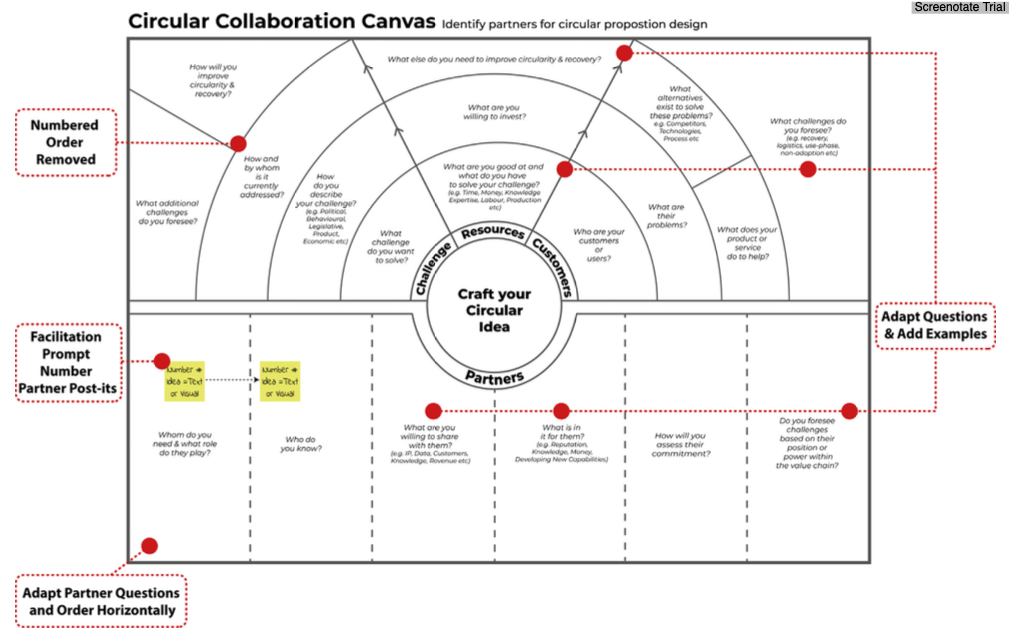 Screenotate Trial
Circular Collaboration Canvas Identify partners for circular propostion design
How will you
improve
circularity &
recovery?
What else do you need to improve circularity & recovery?
What
alternatives
exist to solve
these problems?
e.g. Competitors,
Technologies,
Process etc
What are you
willing to invest?
What challenges do
you foresee?
(e.g. recovery,
logistics, use-phase,
non-adoption etc)
Numbered
Order
Removed
How and
by whom
is it
currently
addressed?
How
do you
describe
your challenge?
(e.g. Political,
Behavioural,
Legislative,
Product,
Economic etc)
What are you good at and
what do you have
to solve your challenge?
(e.g. Time, Money, Knowledge
Expertise, Labour, Production
etc)
What additional
challenges
do you foresee?
What
challenge
do you want
to solve?
Who are your
customers
or
users?
What are
their
problems?
What does your
product or
service
do to help?
Challenge
Resources
Customers
Craft your
Circular
Idea
Partners
Adapt Questions
& Add Examples
Facilitation
Prompt
Number
Partner Post-its
Number #
idea =Text
or Visual
Number #
idea =Text
or Visual
Whom do you
need & what role
do they play?
Who do
you know?
What are you
willing to share
with them?
(e.g. IP, Data, Customers,
Knowledge, Revenue etc)
What is in
it for them?
(e.g. Reputation,
Knowledge, Money,
Developing New Capabilities)
How will you
assess their
commitment?
Do you foresee
challenges
based on their
position or
power within
the value chain?
Adapt Partner Questions
and Order Horizontally